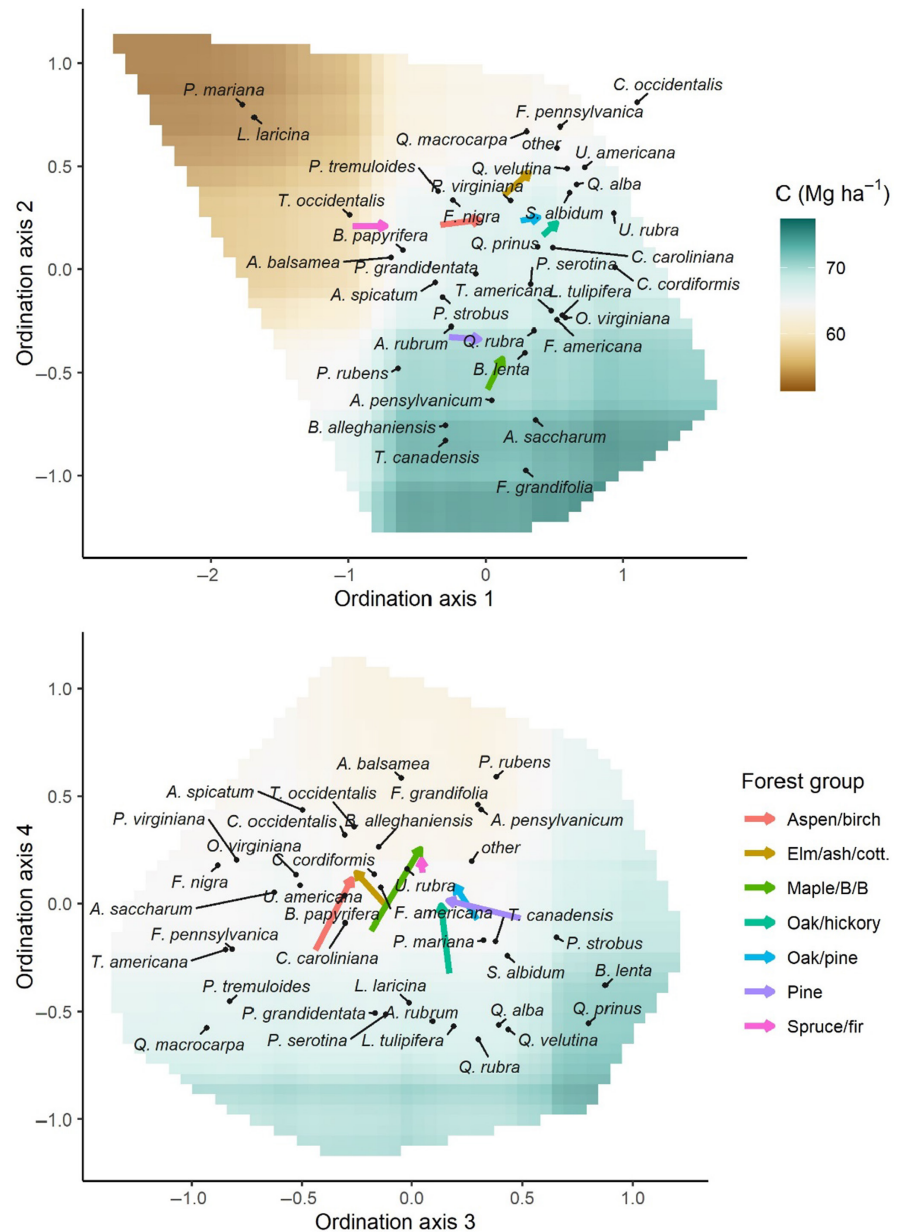 1.0
0.5
0.0
−0.5
−1.0
Ordination axis 2
P. mariana
L. laricina
C. occidentalis
F. pennsylvanica
Q. macrocarpa
other
U. americana
P. tremuloides
Q. velutina
P. virginiana
Q. alba
T. occidentalis
F. nigra
S. albidum
B. papyrifera
U. rubra
Q. prinus
A. balsamea
P. grandidentata
P. serotina
C. caroliniana
C. cordiformis
A. spicatum
T. americana
L. tulipifera
P. strobus
O. virginiana
A. rubrum
Q. rubra
F. americana
P. rubens
B. lenta
A. pensylvanicum
B. alleghaniensis
A. saccharum
T. canadensis
F. grandifolia
−2
−1
0
1
Ordination axis 1
C (Mg ha−1)
70
60
1.0
0.5
0.0
−0.5
−1.0
Ordination axis 4
A. balsamea
P. rubens
A. spicatum
T. occidentalis
F. grandifolia
P. virginiana
C. occidentalis
B. alleghaniensis
A. pensylvanicum
O. virginiana
other
C. cordiformis
F. nigra
U. rubra
A. saccharum
U. americana
B. papyrifera
F. americana
T. canadensis
F. pennsylvanica
P. mariana
P. strobus
T. americana
C. caroliniana
S. albidum
B. lenta
P. tremuloides
L. laricina
P. grandidentata
A. rubrum
Q. alba
Q. prinus
Q. macrocarpa
P. serotina
L. tulipifera
Q. velutina
Q. rubra
−1.0
−0.5
0.0
0.5
1.0
Ordination axis 3
Forest group
Aspen/birch
Elm/ash/cott.
Maple/B/B
Oak/hickory
Oak/pine
Pine
Spruce/fir